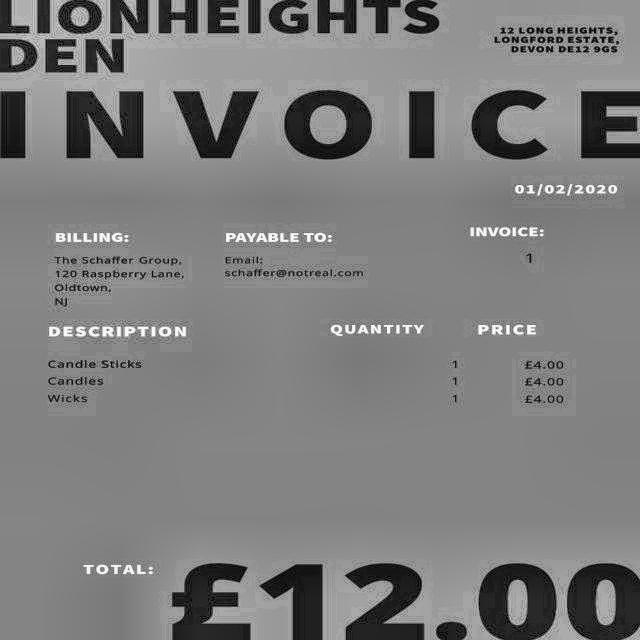 LIONHEIGHTS
DEN
12 LONG HEIGHTS,
LONGFORD ESTATE,
DEVON DE12 9GS
INVOICE
01/02/2020
BILLING:
The Schaffer Group,
120 Raspberry Lane,
Oldtown,
NJ
PAYABLE TO:
Email:
schaffer@notreal.com
INVOICE:
1
DESCRIPTION QUANTITY PRICE
Candle Sticks 1 £4.00
Candles 1 £4.00
Wicks 1 £4.00
TOTAL: £12.00